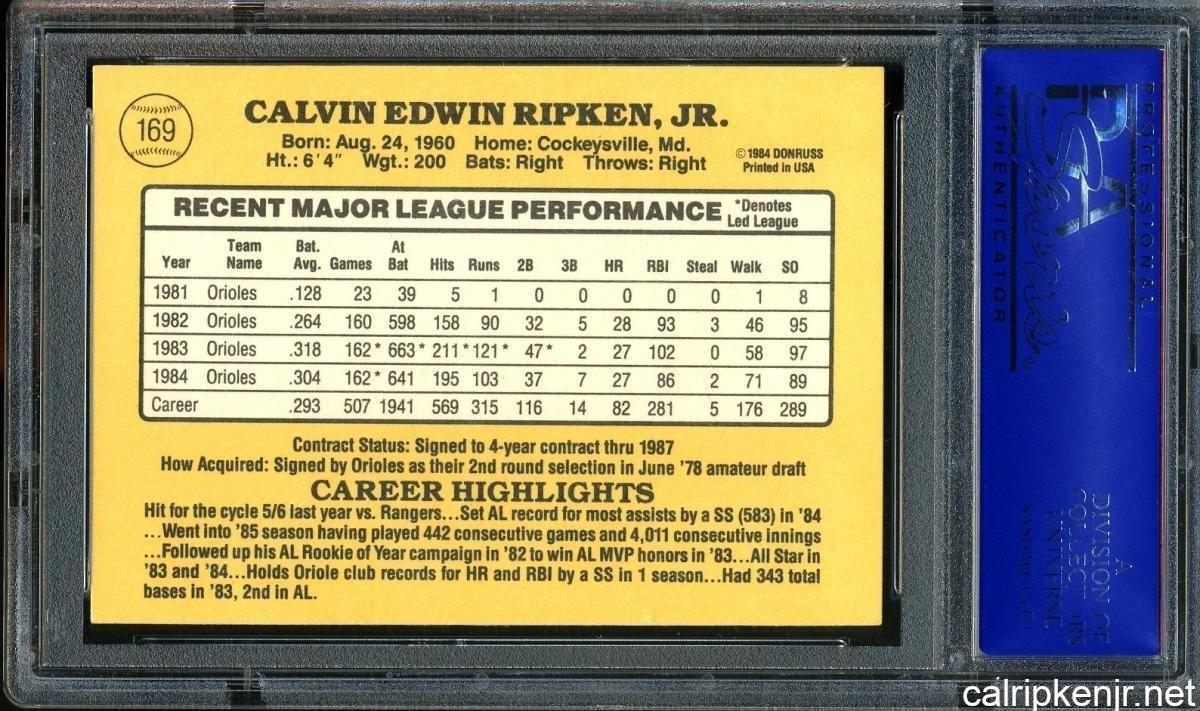 169
CALVIN EDWIN RIPKEN, JR.
Born: Aug. 24, 1960 Home: Cockeysville, Md.
Ht.: 6'4" Wgt.: 200 Bats: Right Throws: Right
©1984 DONRUSS
Printed in USA
RECENT MAJOR LEAGUE PERFORMANCE *Denotes Led League
Year Team Name Bat. Avg. Games At Bat Hits Runs 2B 3B HR RBI Steal Walk SO
1981 Orioles .128 23 39 5 1 0 0 0 0 0 1 8
1982 Orioles .264 160 598 158 90 32 5 28 93 3 46 95
1983 Orioles .318 162* 663* 211* 121* 47* 2 27 102 0 58 97
1984 Orioles .304 162* 641 195 103 37 7 27 86 2 71 89
Career .293 507 1941 569 315 116 14 82 281 5 176 289
Contract Status: Signed to 4-year contract thru 1987
How Acquired: Signed by Orioles as their 2nd round selection in June '78 amateur draft
CAREER HIGHLIGHTS
Hit for the cycle 5/6 last year vs. Rangers...Set AL record for most assists by a SS (583) in '84
...Went into '85 season having played 442 consecutive games and 4,011 consecutive innings
...Followed up his AL Rookie of Year campaign in '82 to win AL MVP honors in '83...All Star in
'83 and '84...Holds Oriole club records for HR and RBI by a SS in 1 season...Had 343 total
bases in '83, 2nd in AL.
PROFESSIONAL
PSA
Sports
AUTHENTICATOR
A
DIVISION OF
COLLECTORS
UNIVERSE
calripkenjr.net